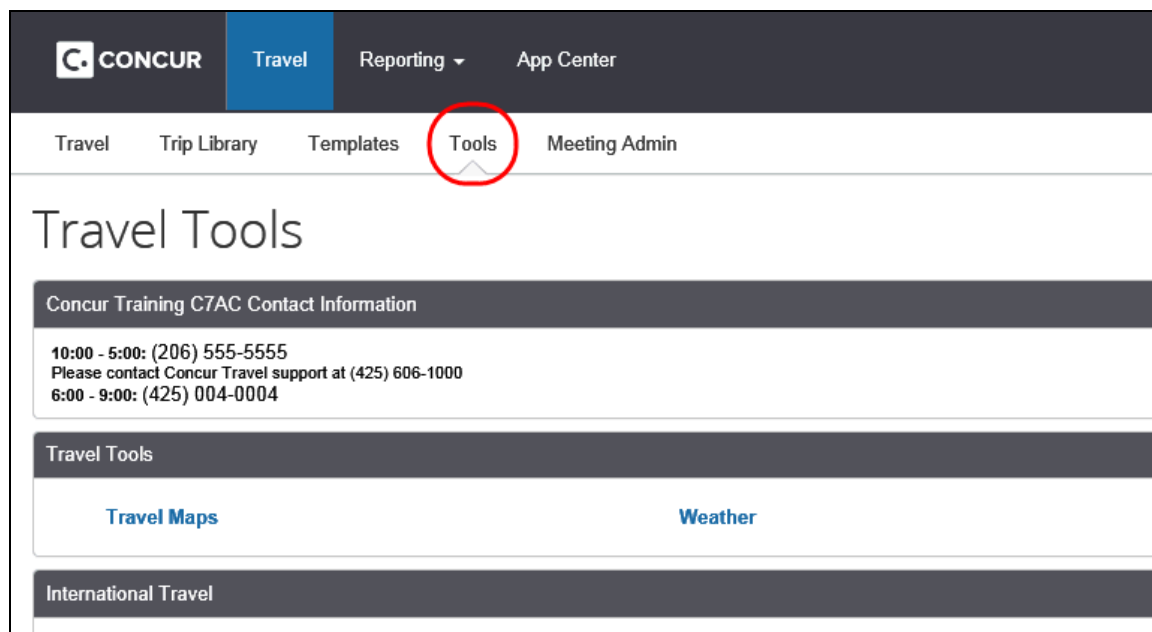 C. CONCUR Travel Reporting App Center
Travel Trip Library Templates Tools Meeting Admin
Travel Tools
Concur Training C7AC Contact Information
10:00 - 5:00: (206) 555-5555
Please contact Concur Travel support at (425) 606-1000
6:00 - 9:00: (425) 004-0004
Travel Tools
Travel Maps Weather
International Travel